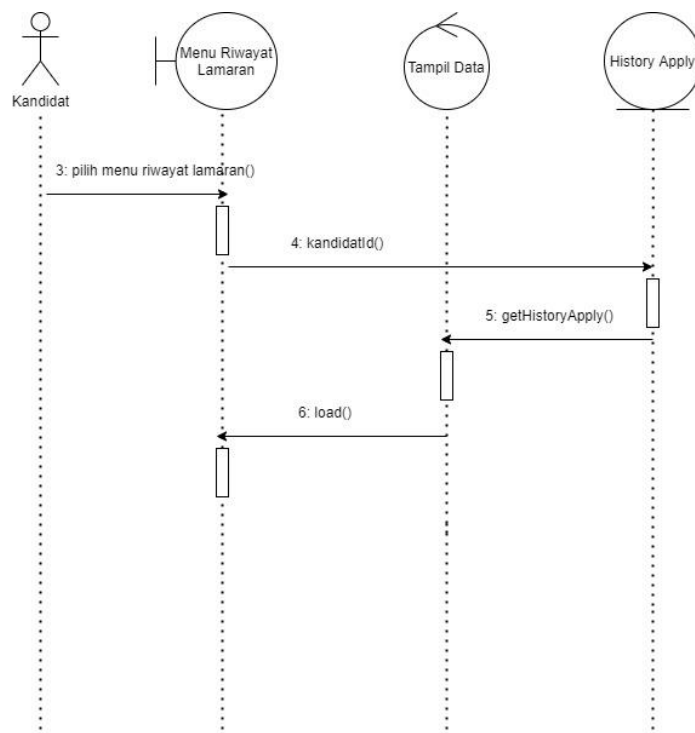 Menu Riwayat
Lamaran
Tampil Data
History Apply
Kandidat
3: pilih menu riwayat lamaran()
4: kandidatId()
5: getHistoryApply()
6: load()